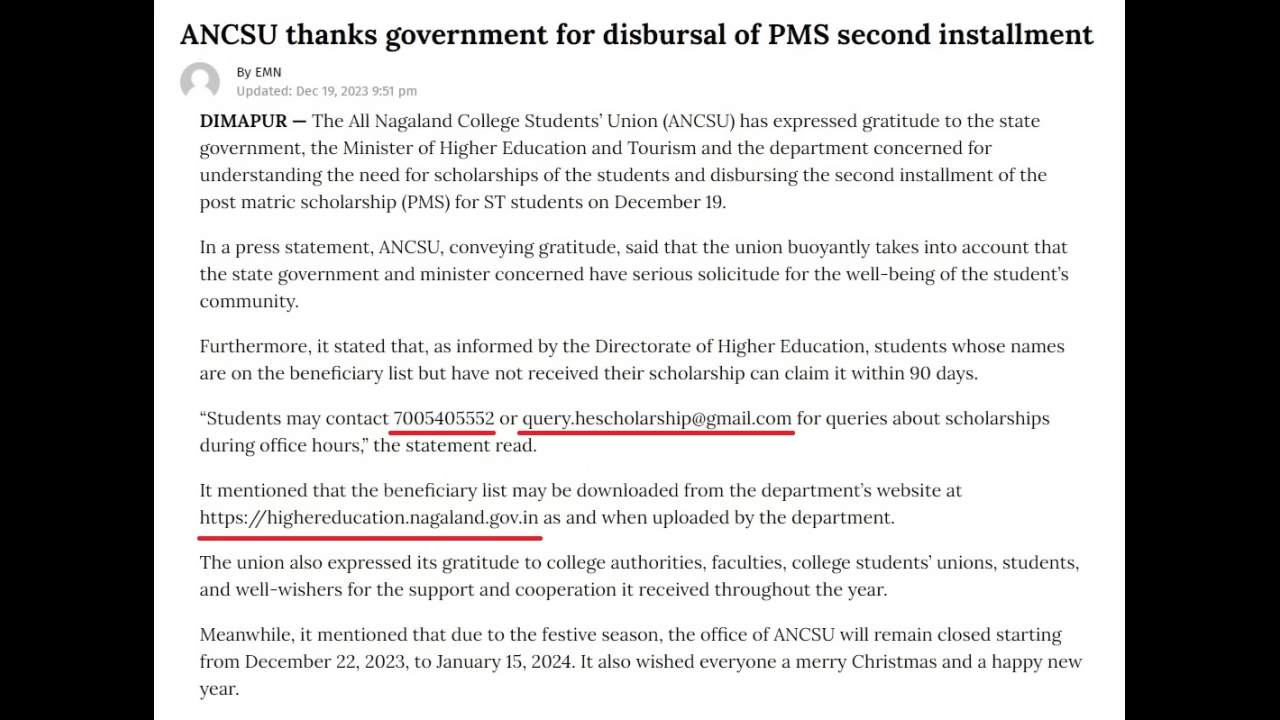 ANCSU thanks government for disbursal of PMS second installment
By EMN
Updated: Dec 19, 2023 9:51 pm
DIMAPUR — The All Nagaland College Students’ Union (ANCSU) has expressed gratitude to the state
government, the Minister of Higher Education and Tourism and the department concerned for
understanding the need for scholarships of the students and disbursing the second installment of the
post matric scholarship (PMS) for ST students on December 19.
In a press statement, ANCSU, conveying gratitude, said that the union buoyantly takes into account that
the state government and minister concerned have serious solicitude for the well-being of the student’s
community.
Furthermore, it stated that, as informed by the Directorate of Higher Education, students whose names
are on the beneficiary list but have not received their scholarship can claim it within 90 days.
“Students may contact 7005405552 or query.hescholarship@gmail.com for queries about scholarships
during office hours,” the statement read.
It mentioned that the beneficiary list may be downloaded from the department’s website at
https://highereducation.nagaland.gov.in as and when uploaded by the department.
The union also expressed its gratitude to college authorities, faculties, college students’ unions, students,
and well-wishers for the support and cooperation it received throughout the year.
Meanwhile, it mentioned that due to the festive season, the office of ANCSU will remain closed starting
from December 22, 2023, to January 15, 2024. It also wished everyone a merry Christmas and a happy new
year.